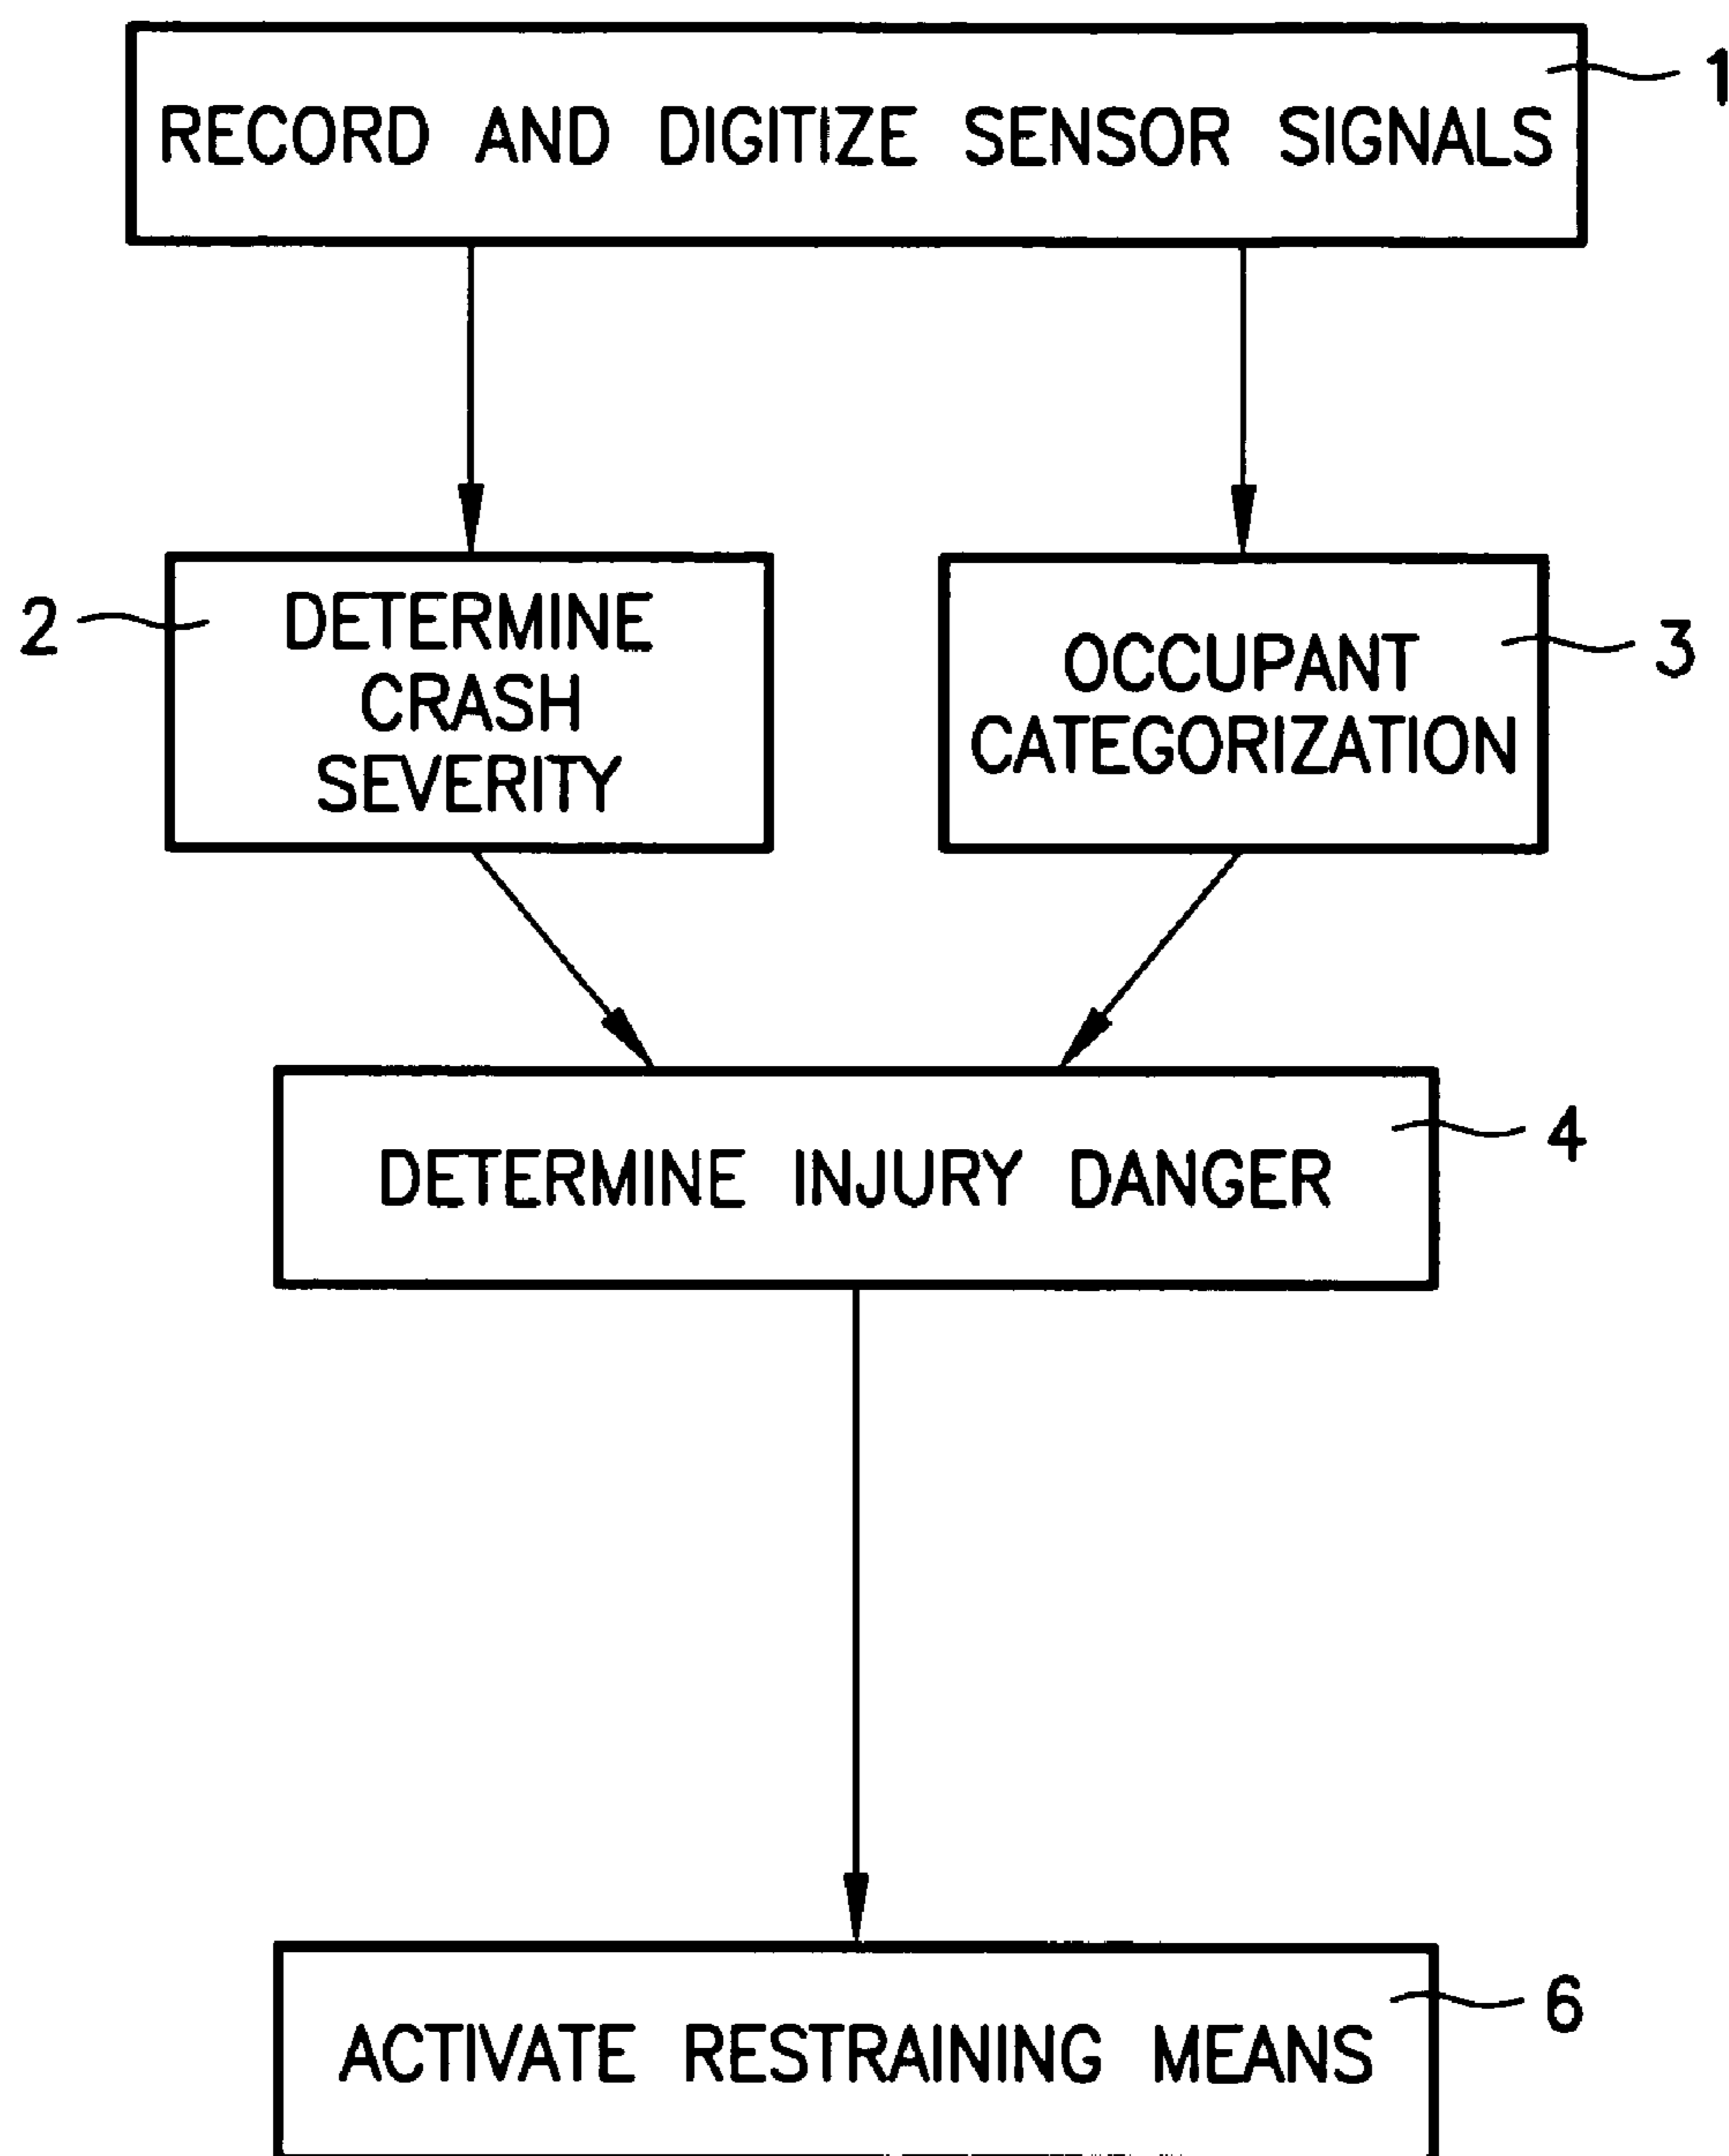 RECORD AND DIGITIZE SENSOR SIGNALS
1
2
DETERMINE
CRASH
SEVERITY
OCCUPANT
CATEGORIZATION
3
DETERMINE INJURY DANGER
4
ACTIVATE RESTRAINING MEANS
6